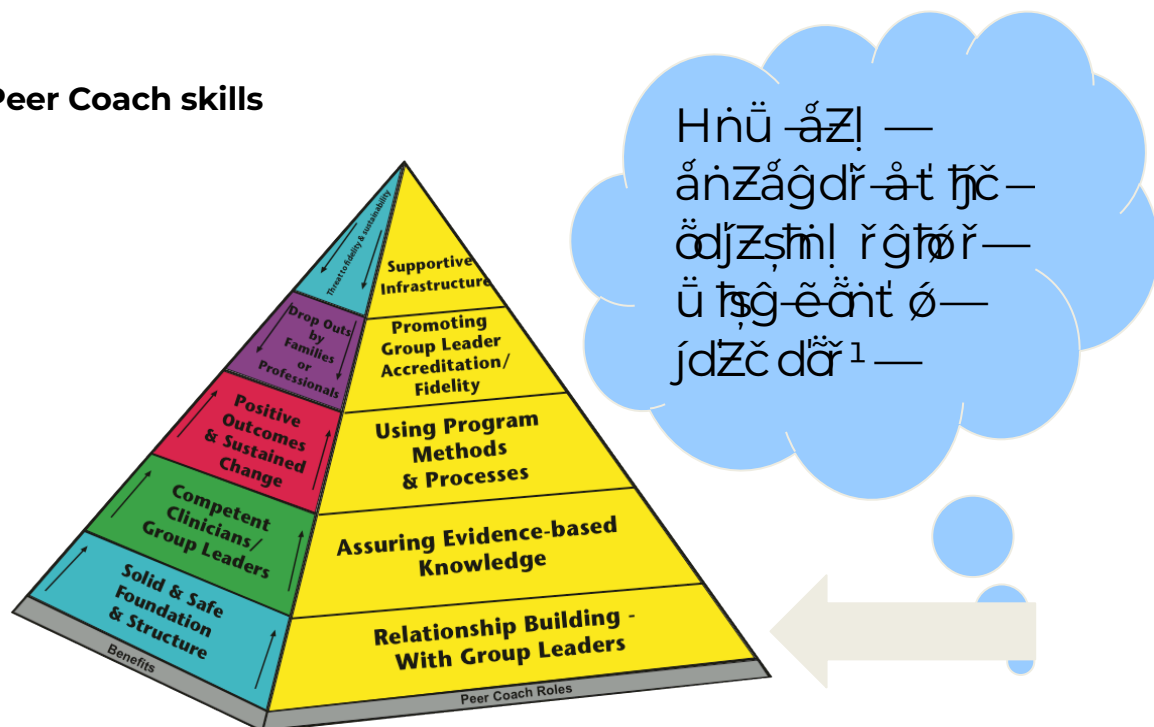 Peer Coach skills
Threat to fidelity & sustainability
Supportive
Infrastructure
Drop Outs
by
Families
or
Professionals
Promoting
Group Leader
Accreditation/
Fidelity
Positive
Outcomes
& Sustained
Change
Using Program
Methods
& Processes
Competent
Clinicians/
Group Leaders
Assuring Evidence-based
Knowledge
Solid & Safe
Foundation
& Structure
Relationship Building -
With Group Leaders
Benefits
Peer Coach Roles